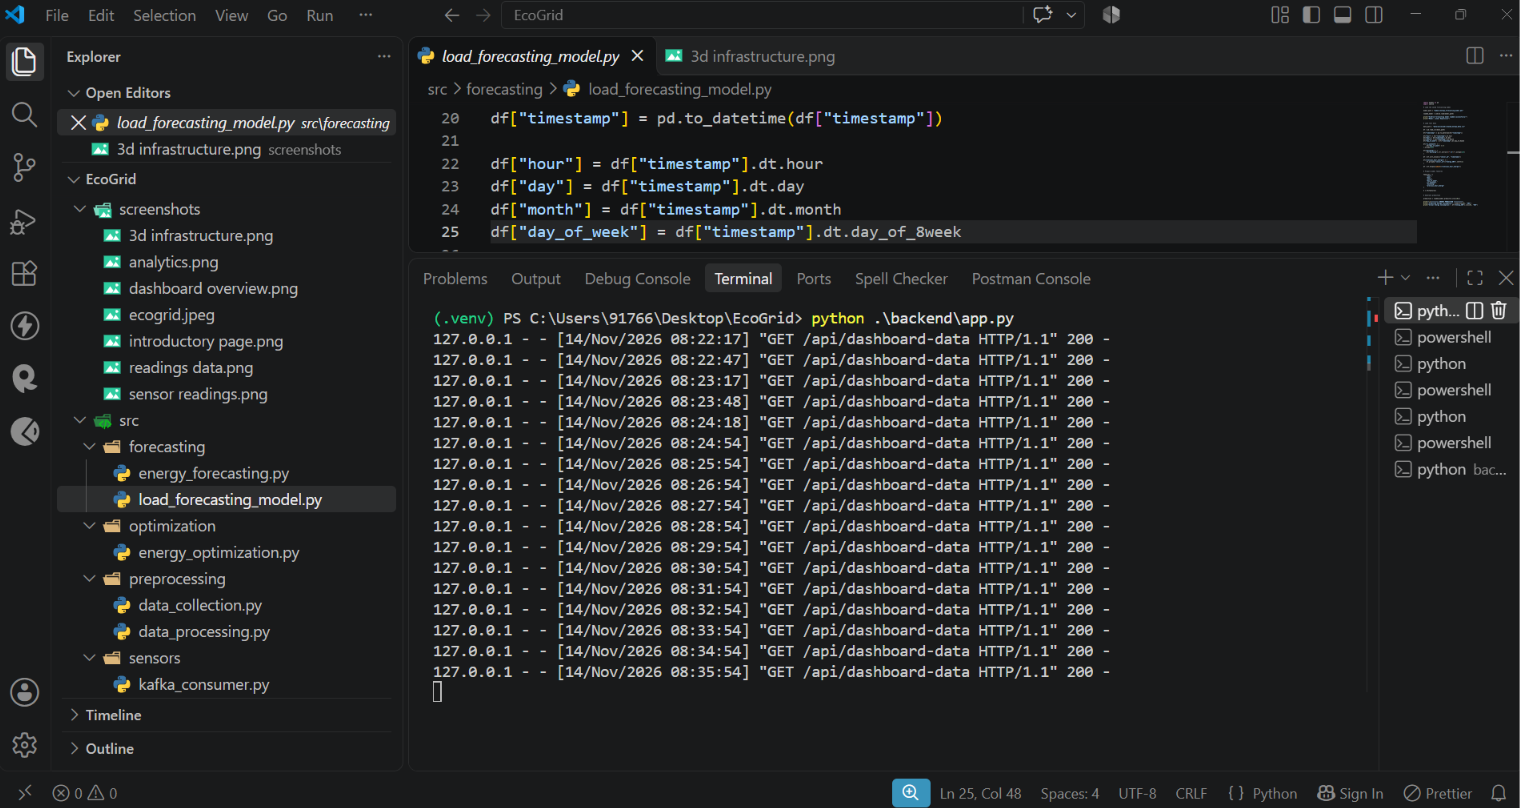 File Edit Selection View Go Run ···
EcoGrid
Explorer ···
Open Editors
load_forecasting_model.py src\forecasting
3d infrastructure.png screenshots
EcoGrid
screenshots
3d infrastructure.png
analytics.png
dashboard overview.png
ecogrid.jpeg
introductory page.png
readings data.png
sensor readings.png
src
forecasting
energy_forecasting.py
load_forecasting_model.py
optimization
energy_optimization.py
preprocessing
data_collection.py
data_processing.py
sensors
kafka_consumer.py
Timeline
Outline
load_forecasting_model.py 3d infrastructure.png ···
src > forecasting > load_forecasting_model.py
20 df["timestamp"] = pd.to_datetime(df["timestamp"])
21
22 df["hour"] = df["timestamp"].dt.hour
23 df["day"] = df["timestamp"].dt.day
24 df["month"] = df["timestamp"].dt.month
25 df["day_of_week"] = df["timestamp"].dt.day_of_8week
Problems Output Debug Console Terminal Ports Spell Checker Postman Console ···
(.venv) PS C:\Users\91766\Desktop\EcoGrid> python .\backend\app.py
127.0.0.1 - - [14/Nov/2026 08:22:17] "GET /api/dashboard-data HTTP/1.1" 200 -
127.0.0.1 - - [14/Nov/2026 08:22:47] "GET /api/dashboard-data HTTP/1.1" 200 -
127.0.0.1 - - [14/Nov/2026 08:23:17] "GET /api/dashboard-data HTTP/1.1" 200 -
127.0.0.1 - - [14/Nov/2026 08:23:48] "GET /api/dashboard-data HTTP/1.1" 200 -
127.0.0.1 - - [14/Nov/2026 08:24:18] "GET /api/dashboard-data HTTP/1.1" 200 -
127.0.0.1 - - [14/Nov/2026 08:24:54] "GET /api/dashboard-data HTTP/1.1" 200 -
127.0.0.1 - - [14/Nov/2026 08:25:54] "GET /api/dashboard-data HTTP/1.1" 200 -
127.0.0.1 - - [14/Nov/2026 08:26:54] "GET /api/dashboard-data HTTP/1.1" 200 -
127.0.0.1 - - [14/Nov/2026 08:27:54] "GET /api/dashboard-data HTTP/1.1" 200 -
127.0.0.1 - - [14/Nov/2026 08:28:54] "GET /api/dashboard-data HTTP/1.1" 200 -
127.0.0.1 - - [14/Nov/2026 08:29:54] "GET /api/dashboard-data HTTP/1.1" 200 -
127.0.0.1 - - [14/Nov/2026 08:30:54] "GET /api/dashboard-data HTTP/1.1" 200 -
127.0.0.1 - - [14/Nov/2026 08:31:54] "GET /api/dashboard-data HTTP/1.1" 200 -
127.0.0.1 - - [14/Nov/2026 08:32:54] "GET /api/dashboard-data HTTP/1.1" 200 -
127.0.0.1 - - [14/Nov/2026 08:33:54] "GET /api/dashboard-data HTTP/1.1" 200 -
127.0.0.1 - - [14/Nov/2026 08:34:54] "GET /api/dashboard-data HTTP/1.1" 200 -
127.0.0.1 - - [14/Nov/2026 08:35:54] "GET /api/dashboard-data HTTP/1.1" 200 -
pyth...
powershell
python
powershell
python
powershell
python bac...
0 0 Ln 25, Col 48 Spaces: 4 UTF-8 CRLF { } Python Sign In Prettier